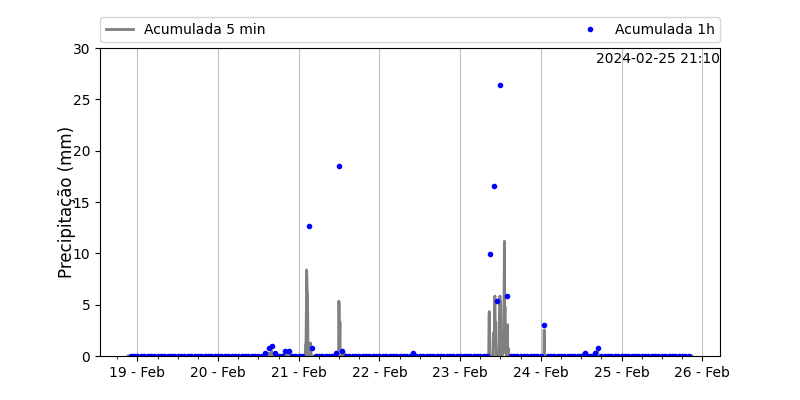 Acumulada 5 min
Acumulada 1h
2024-02-25 21:10
Precipitação (mm)
30
25
20
15
10
5
0
19 - Feb
20 - Feb
21 - Feb
22 - Feb
23 - Feb
24 - Feb
25 - Feb
26 - Feb